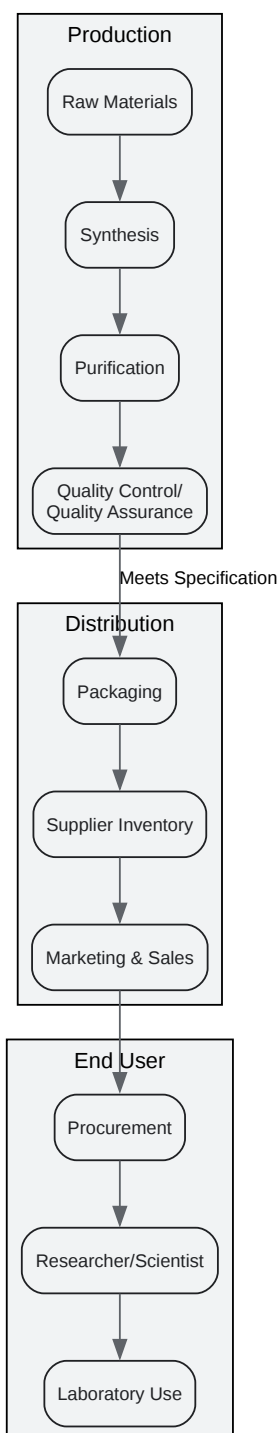 Production
Raw Materials
Synthesis
Purification
Quality Control/
Quality Assurance
Meets Specification
Distribution
Packaging
Supplier Inventory
Marketing & Sales
End User
Procurement
Researcher/Scientist
Laboratory Use